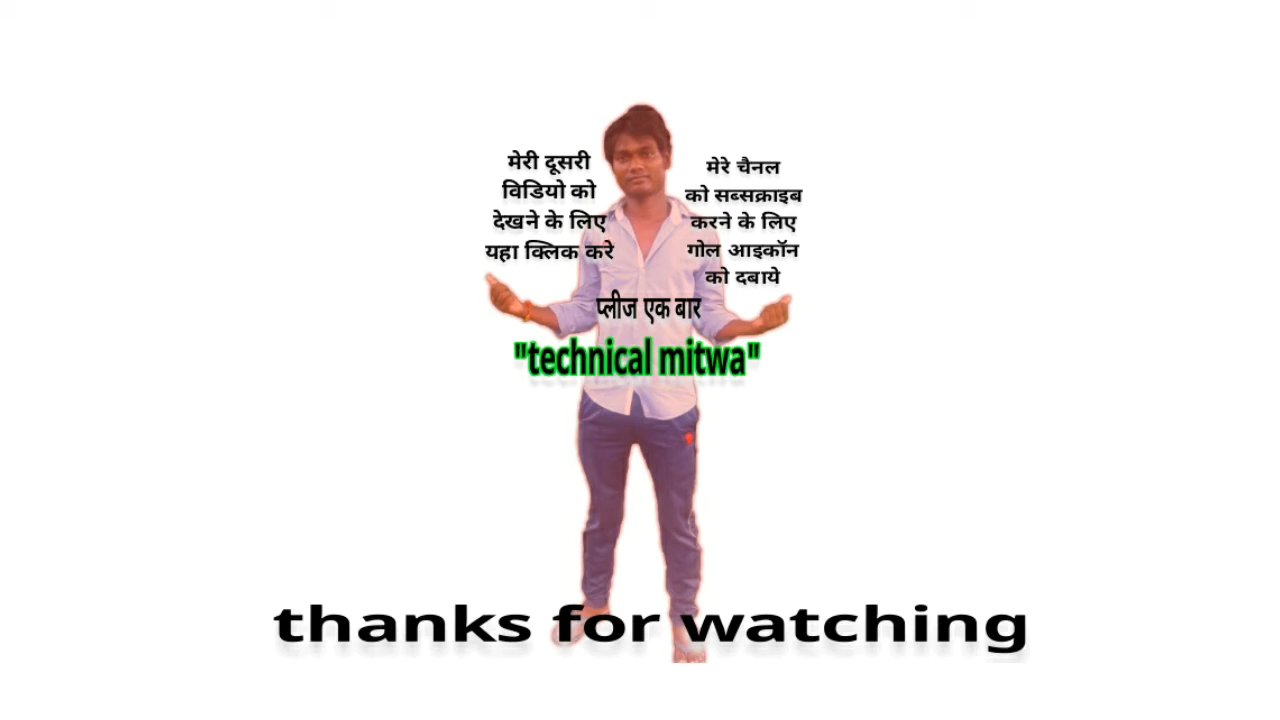 मेरी दूसरी
विडियो को
देखने के लिए
यहा क्लिक करे
मेरे चैनल
को सब्सक्राइब
करने के लिए
गोल आइकॉन
को दबाये
प्लीज एक बार
"technical mitwa"
thanks for watching